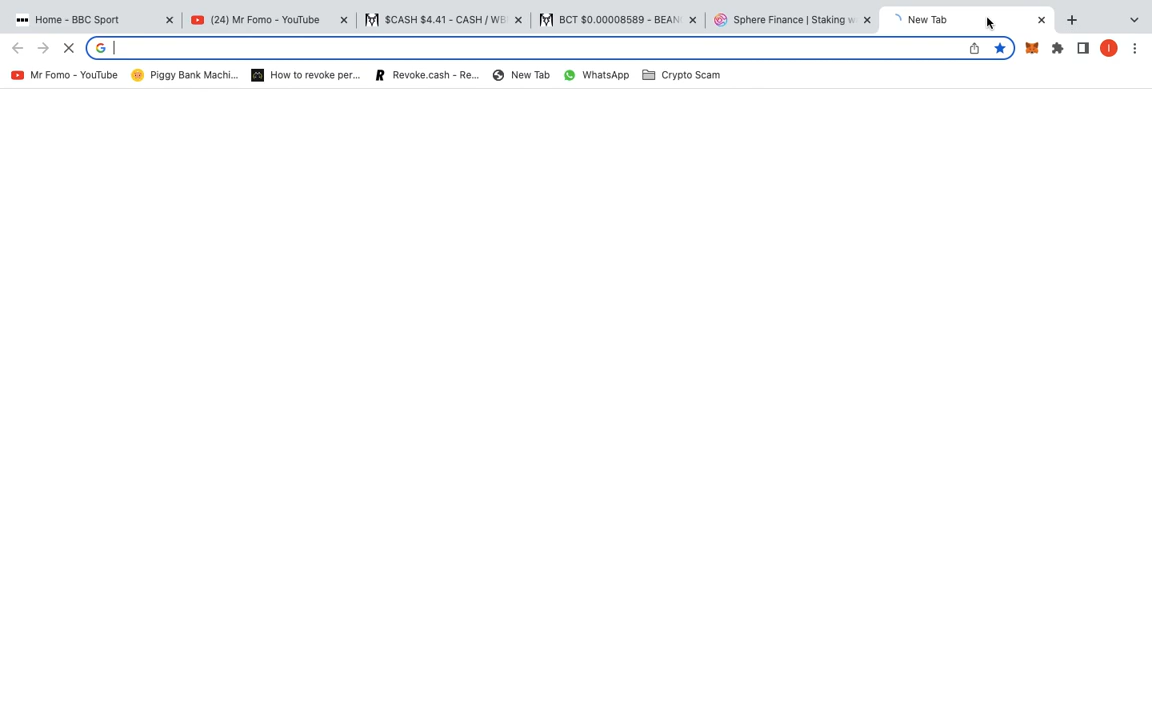 Home - BBC Sport
(24) Mr Fomo - YouTube
$CASH $4.41 - CASH / WB
BCT $0.00008589 - BEAN
Sphere Finance | Staking w
New Tab
Mr Fomo - YouTube
Piggy Bank Machi...
How to revoke per...
Revoke.cash - Re...
New Tab
WhatsApp
Crypto Scam
I